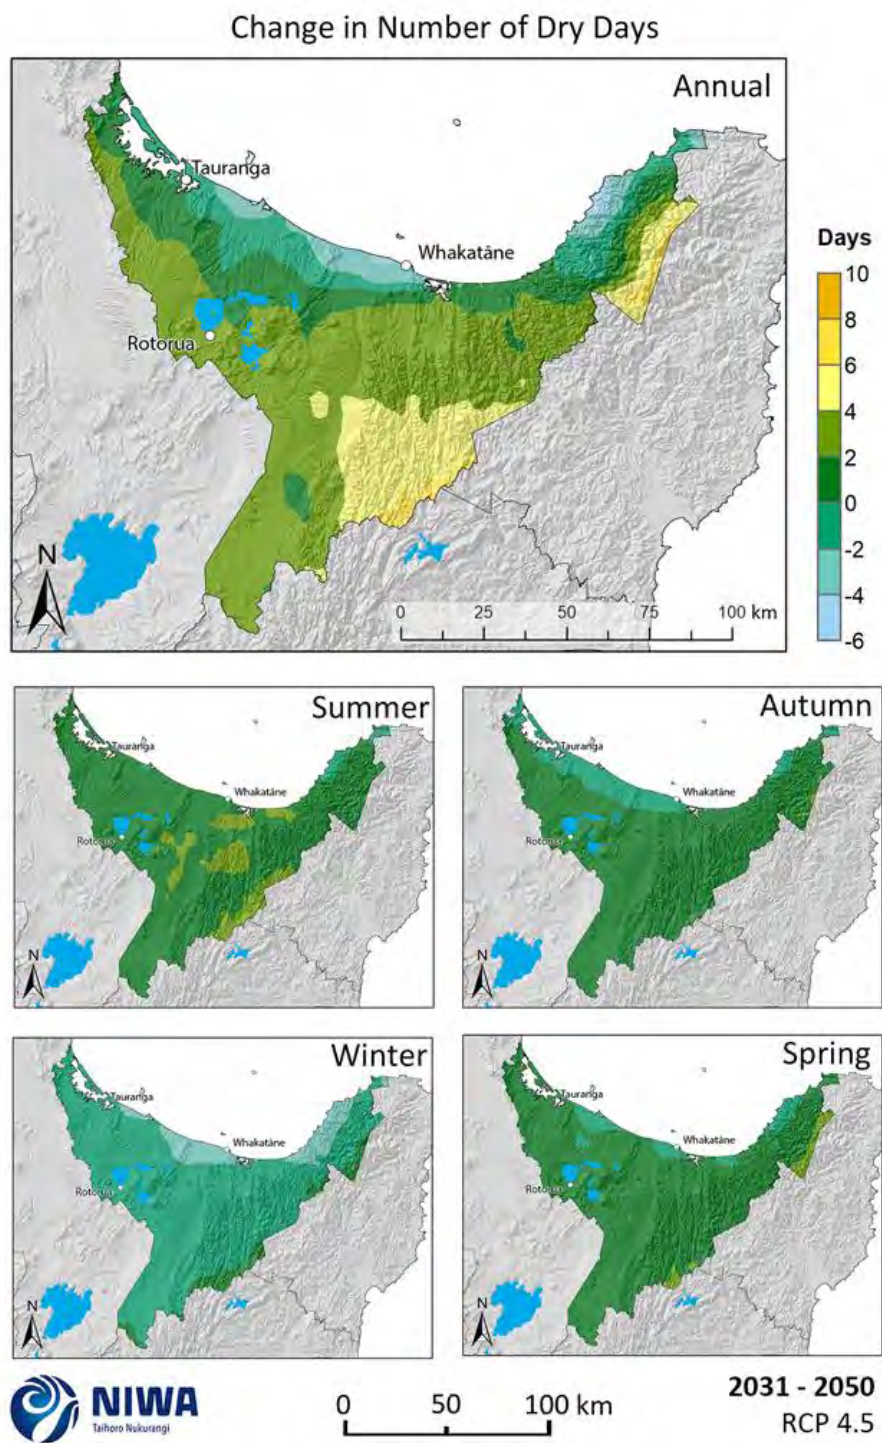 Change in Number of Dry Days
Annual
Tauranga
Whakatāne
Rotorua
N
0 25 50 75 100 km
Days
10
8
6
4
2
0
-2
-4
-6
Summer
Tauranga
Whakatāne
Rotorua
N
Autumn
Tauranga
Whakatāne
Rotorua
N
Winter
Tauranga
Whakatāne
Rotorua
N
Spring
Tauranga
Whakatāne
Rotorua
N
NIWA
Taihoro Nukurangi
0 50 100 km
2031 - 2050
RCP 4.5